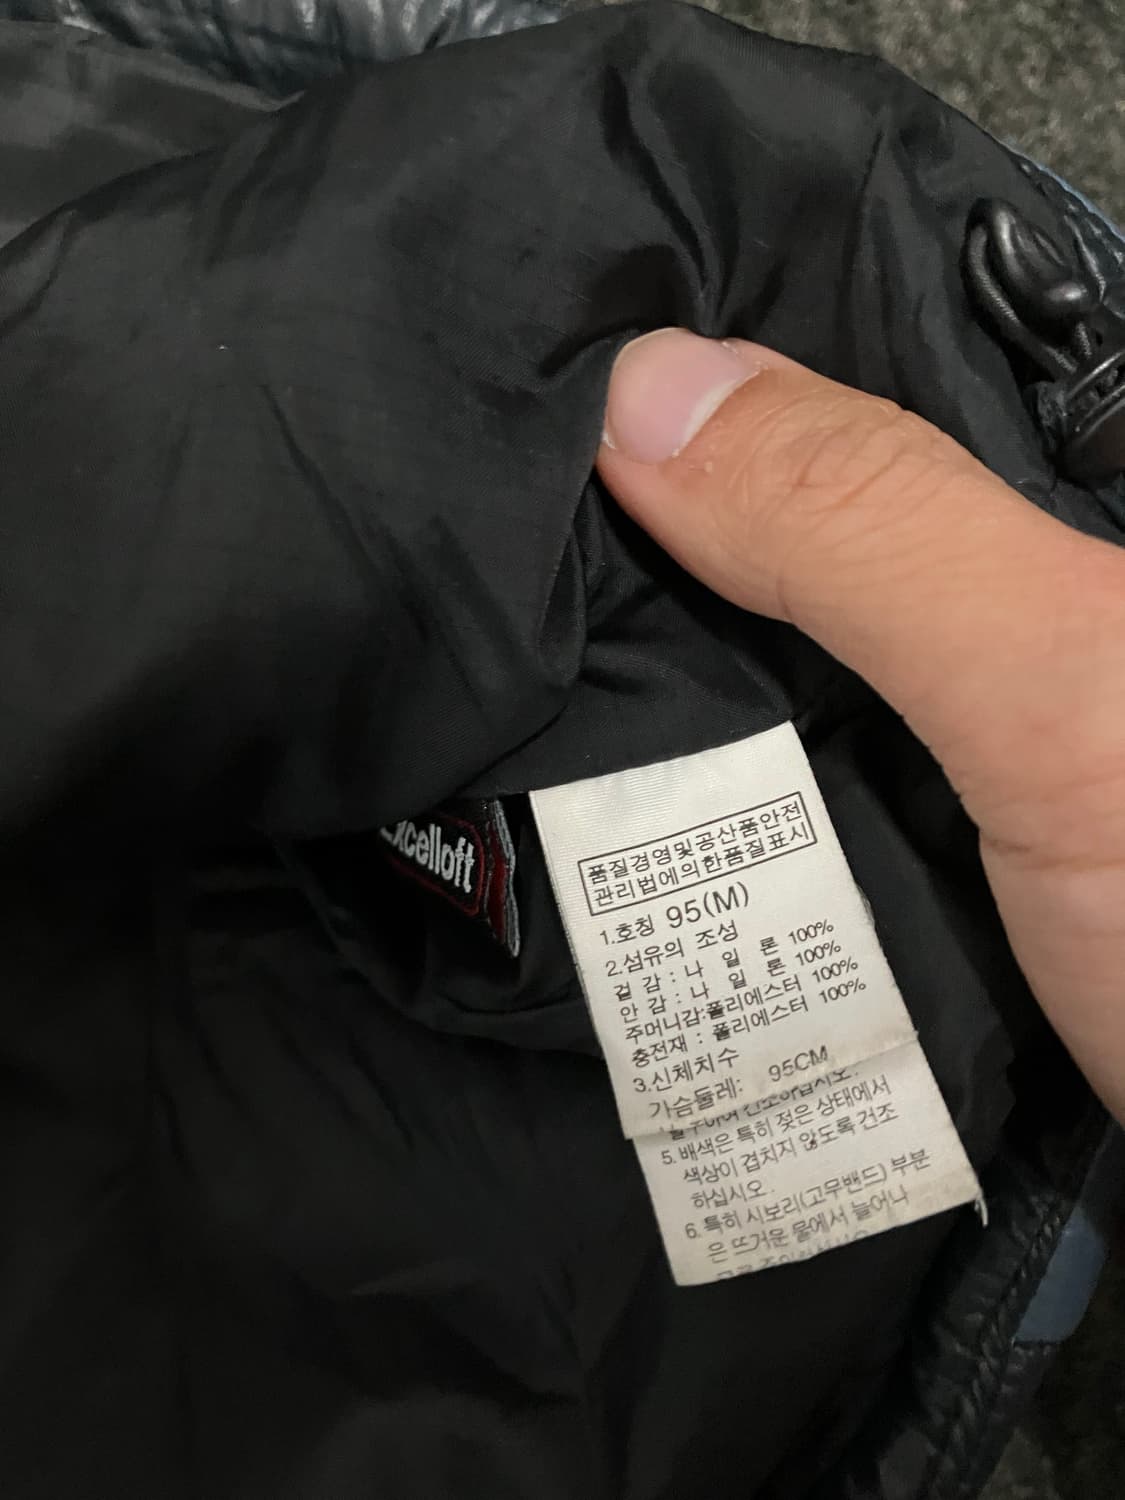 Excelloft
품질경영및공산품안전
관리법에의한품질표시
1.호칭 95(M)
2.섬유의 조성
겉 감 : 나 일 론 100%
안 감 : 나 일 론 100%
주머니감:폴리에스터 100%
충전재 : 폴리에스터 100%
3.신체치수
가슴둘레: 95CM
5. 배색은 특히 젖은 상태에서
색상이 겹치지 않도록 건조
하십시오.
6. 특히 시보리(고무밴드) 부분
은 뜨거운 물에서 늘어나